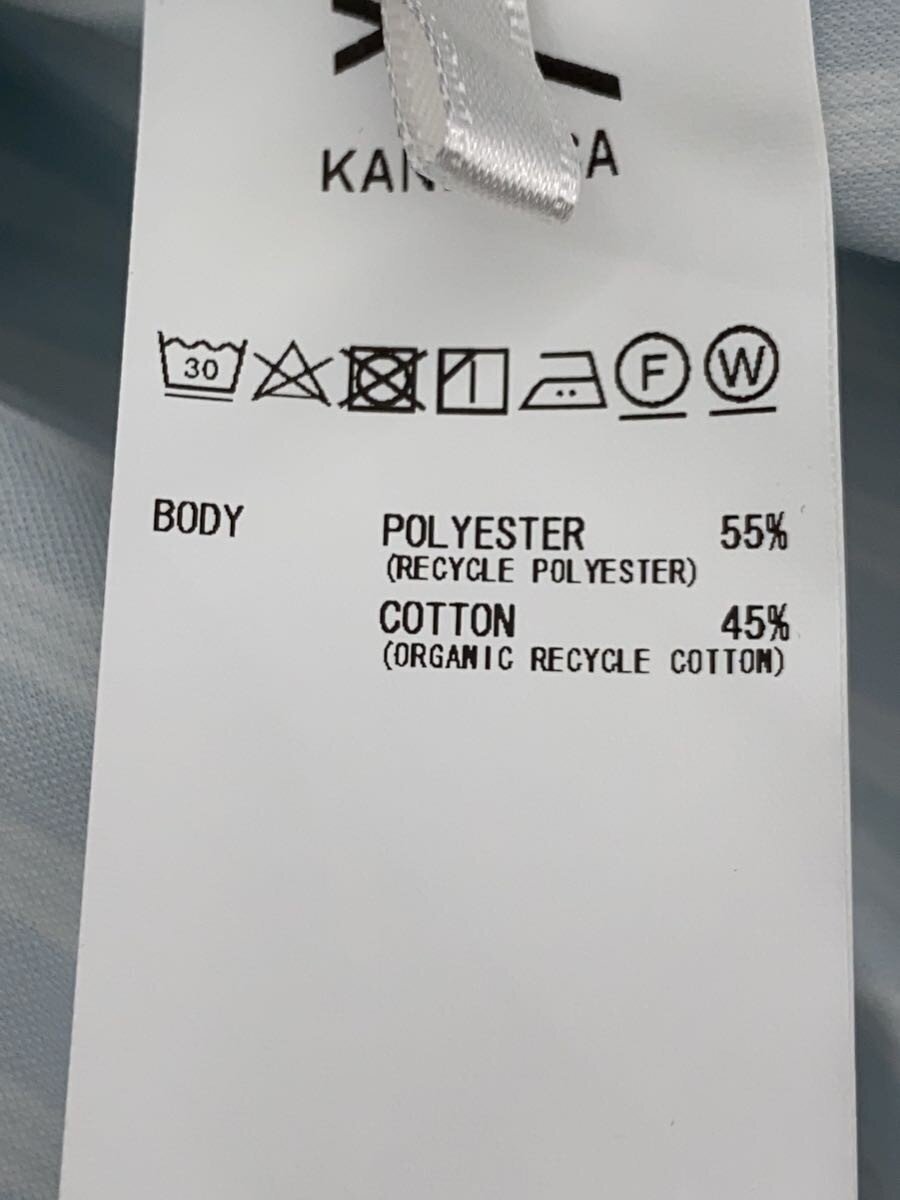 30
F
W
BODY
POLYESTER 55%
(RECYCLE POLYESTER)
COTTON 45%
(ORGANIC RECYCLE COTTON)